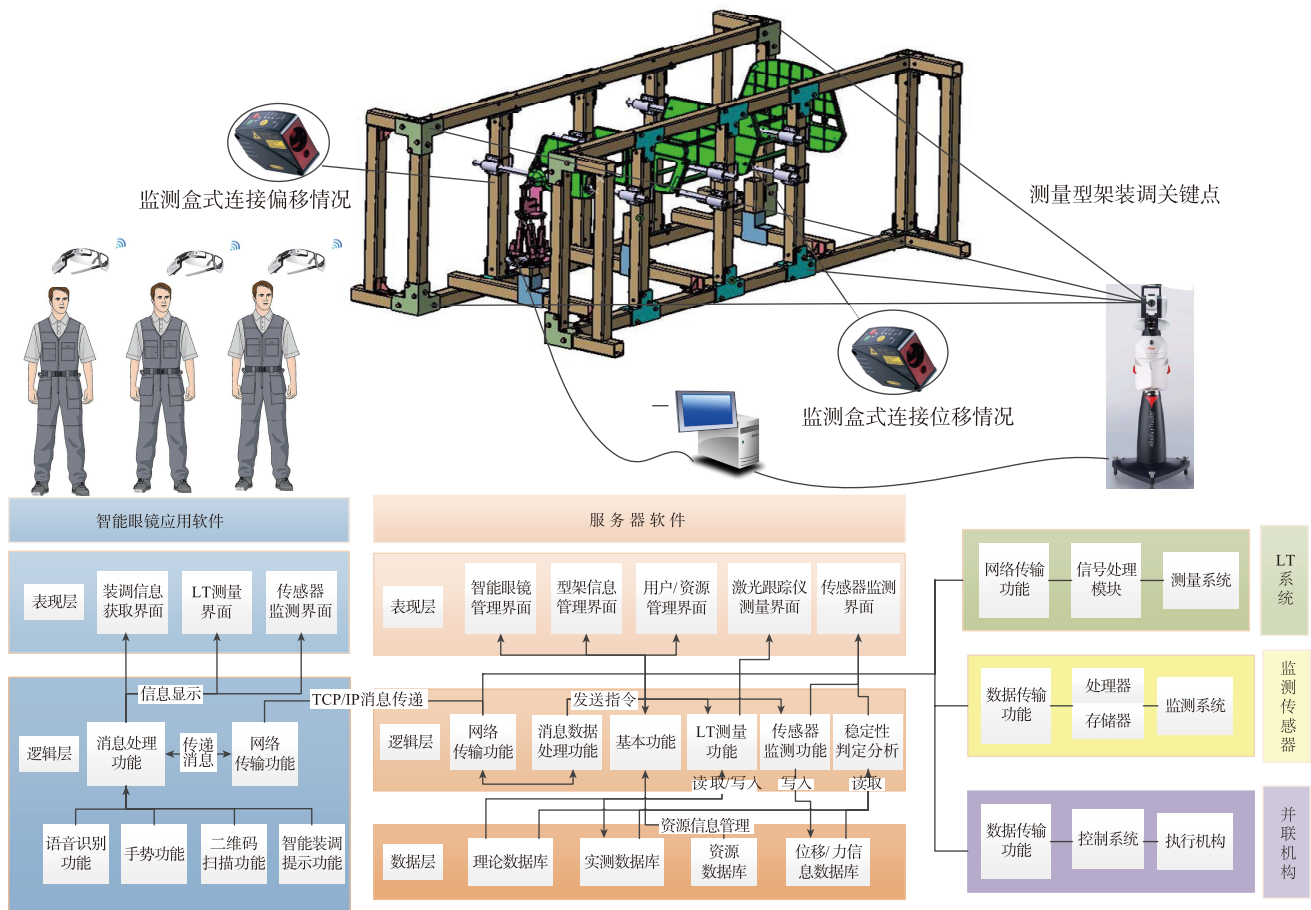 监测盒式连接偏移情况
测量型架装调关键点
监测盒式连接位移情况
智能眼镜应用软件
表现层
装调信息
获取界面
LT测量
界面
传感器
监测界面
信息显示
逻辑层
消息处理
功能
传递
消息
网络
传输功能
语音识别
功能
手势功能
二维码
扫描功能
智能装调
提示功能
TCP/IP消息传递
服务器软件
表现层
智能眼镜
管理界面
型架信息
管理界面
用户/资源
管理界面
激光跟踪仪
测量界面
传感器监测
界面
发送指令
逻辑层
网络
传输功能
消息数据
处理功能
基本功能
LT测量
功能
传感器
监测功能
稳定性
判定分析
读取/写入
写入
读取
资源信息管理
数据层
理论数据库
实测数据库
资源
数据库
位移/力信
息数据库
网络传输
功能
信号处理
模块
测量系统
LT
系
统
数据传输
功能
处理器
存储器
监测系统
监
测
传
感
器
数据传输
功能
控制系统
执行机构
并
联
机
构